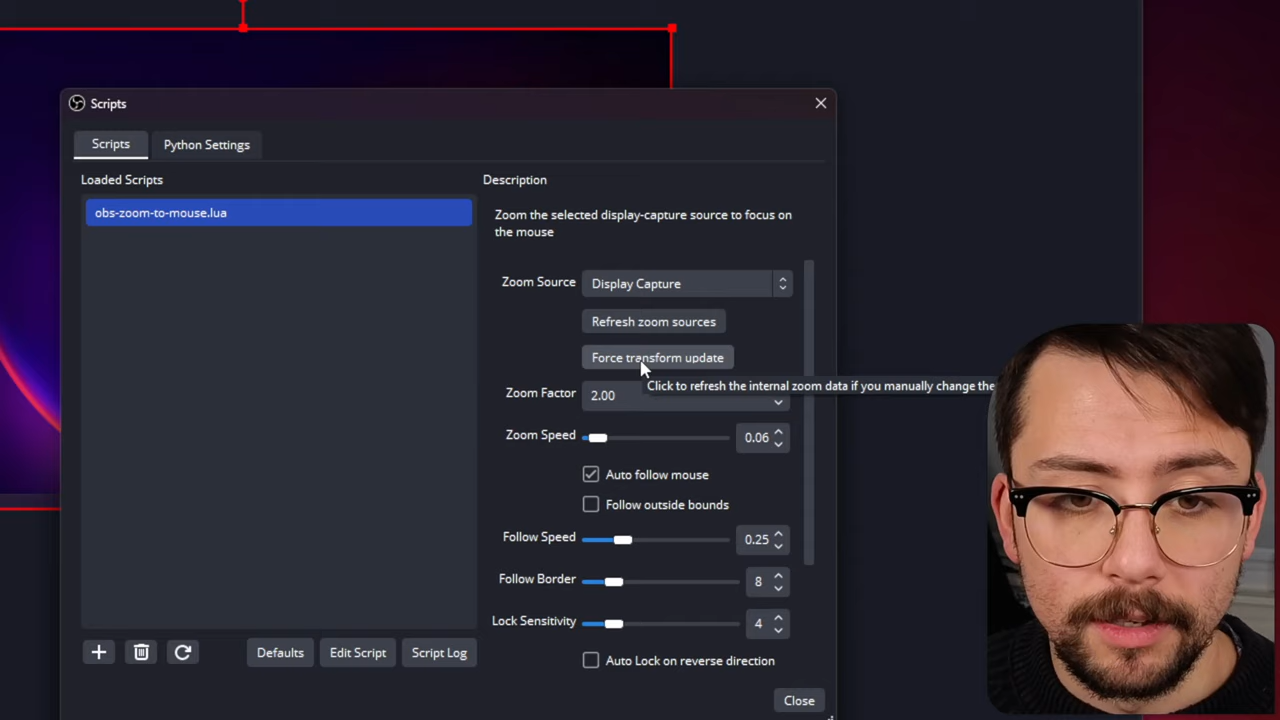 Scripts
Scripts
Python Settings
Loaded Scripts
Description
obs-zoom-to-mouse.lua
Zoom the selected display-capture source to focus on
the mouse
Zoom Source
Display Capture
Refresh zoom sources
Force transform update
Click to refresh the internal zoom data if you manually change the
Zoom Factor
2.00
Zoom Speed
0.06
Auto follow mouse
Follow outside bounds
Follow Speed
0.25
Follow Border
8
Lock Sensitivity
4
Auto Lock on reverse direction
Defaults
Edit Script
Script Log
Close